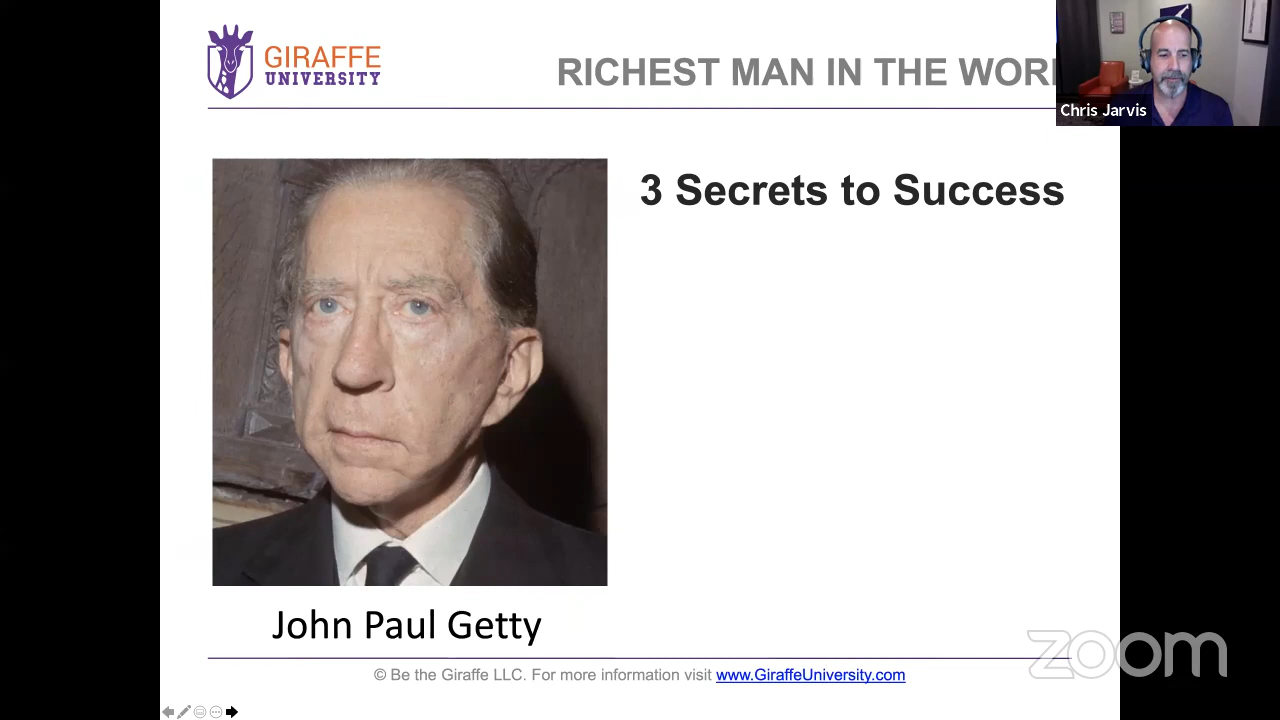 GIRAFFE
UNIVERSITY
RICHEST MAN IN THE WOR
Chris Jarvis
3 Secrets to Success
John Paul Getty
© Be the Giraffe LLC. For more information visit www.GiraffeUniversity.com
zoom